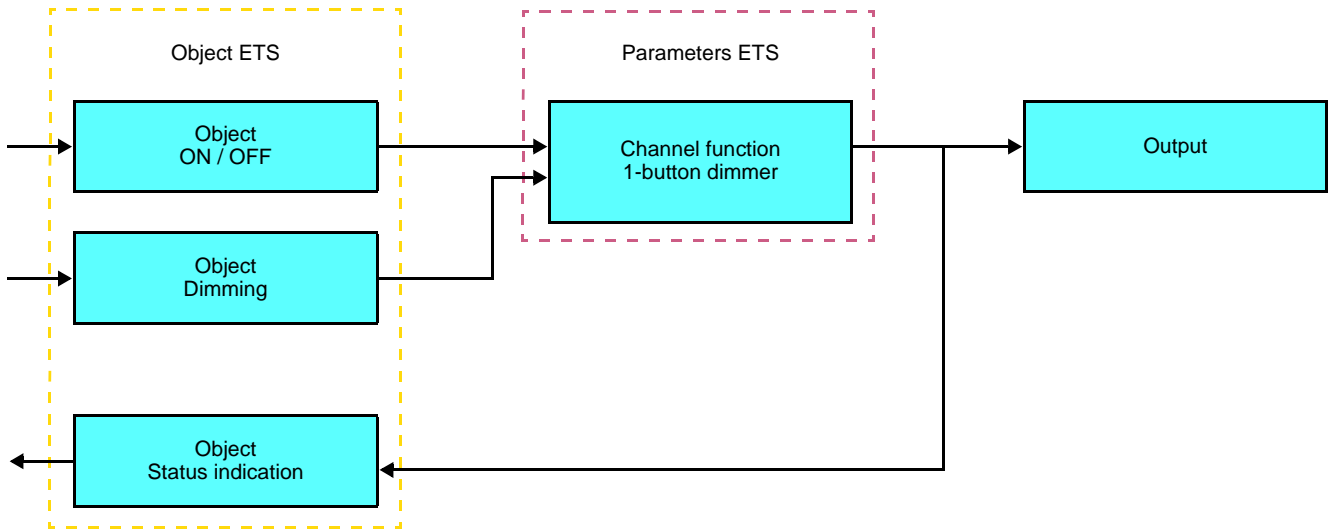 Object ETS
Parameters ETS
Object
ON / OFF
Channel function
1-button dimmer
Output
Object
Dimming
Object
Status indication